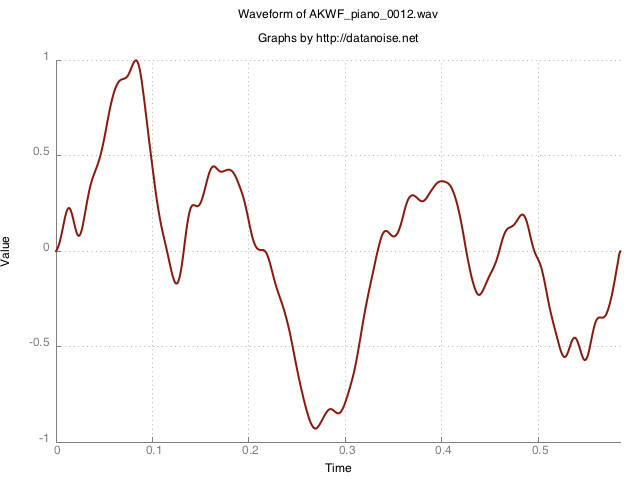 Waveform of AKWF_piano_0012.wav
Graphs by http://datanoise.net
1
0.5
0
-0.5
-1
Value
0 0.1 0.2 0.3 0.4 0.5
Time